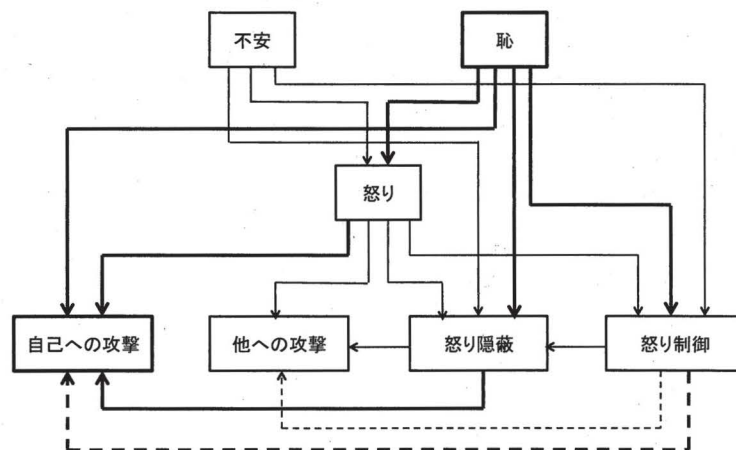 不安
恥
怒り
自己への攻撃
他への攻撃
怒り隠蔽
怒り制御